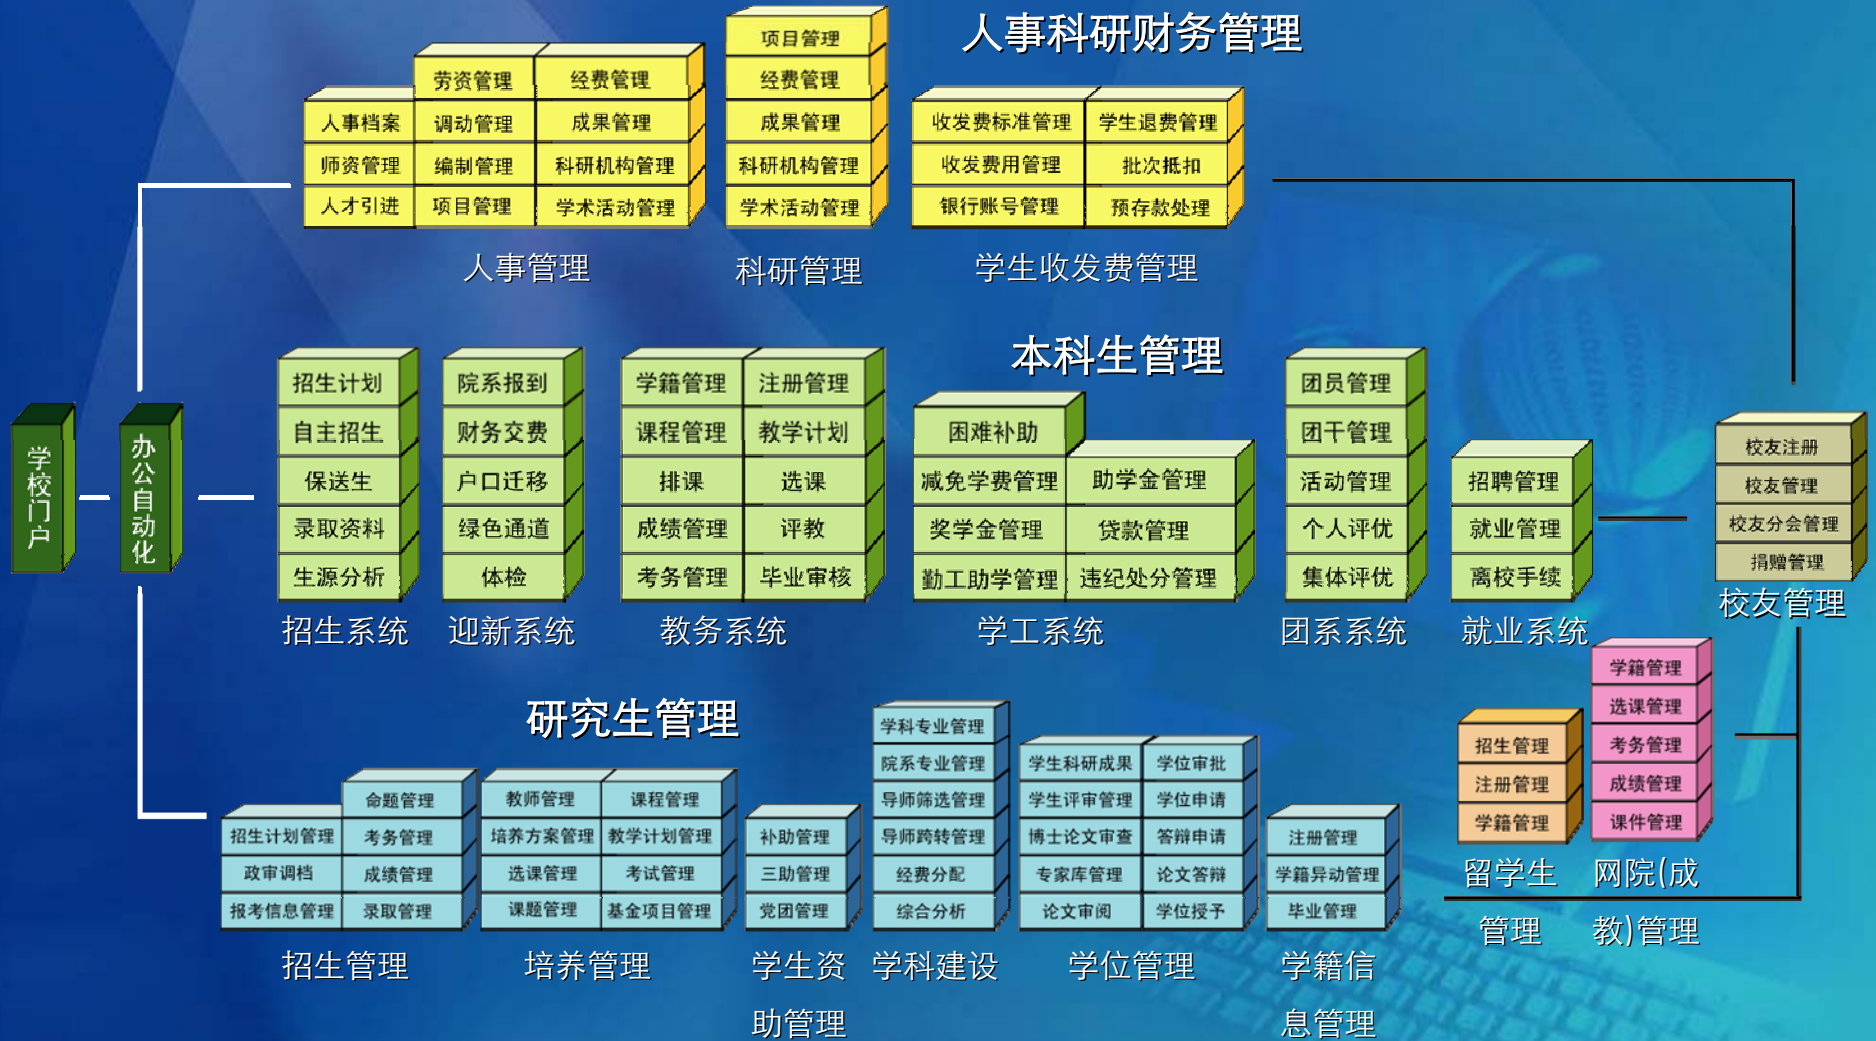 人事科研财务管理
项目管理
劳资管理 经费管理 经费管理
人事档案 调动管理 成果管理 成果管理 收发费标准管理 学生退费管理
师资管理 编制管理 科研机构管理 科研机构管理 收发费用管理 批次抵扣
人才引进 项目管理 学术活动管理 学术活动管理 银行账号管理 预存款处理
人事管理 科研管理 学生收发费管理
本科生管理
学校门户
办公自动化
招生计划 院系报到 学籍管理 注册管理 团员管理
自主招生 财务交费 课程管理 教学计划 困难补助 团干管理
保送生 户口迁移 排课 选课 减免学费管理 助学金管理 活动管理 招聘管理
录取资料 绿色通道 成绩管理 评教 奖学金管理 贷款管理 个人评优 就业管理
生源分析 体检 考务管理 毕业审核 勤工助学管理 违纪处分管理 集体评优 离校手续
招生系统 迎新系统 教务系统 学工系统 团系系统 就业系统
校友注册
校友管理
校友分会管理
捐赠管理
校友管理
研究生管理
学科专业管理
院系专业管理 学生科研成果 学位审批
命题管理 教师管理 课程管理 导师筛选管理 学生评审管理 学位申请
招生计划管理 考务管理 培养方案管理 教学计划管理 补助管理 导师跨转管理 博士论文审查 答辩申请 注册管理
政审调档 成绩管理 选课管理 考试管理 三助管理 经费分配 专家库管理 论文答辩 学籍异动管理
报考信息管理 录取管理 课题管理 基金项目管理 党团管理 综合分析 论文审阅 学位授予 毕业管理
招生管理 培养管理 学生资 学科建设 学位管理 学籍信
助管理 息管理
学籍管理
选课管理
招生管理 考务管理
注册管理 成绩管理
学籍管理 课件管理
留学生 网院(成
管理 教)管理